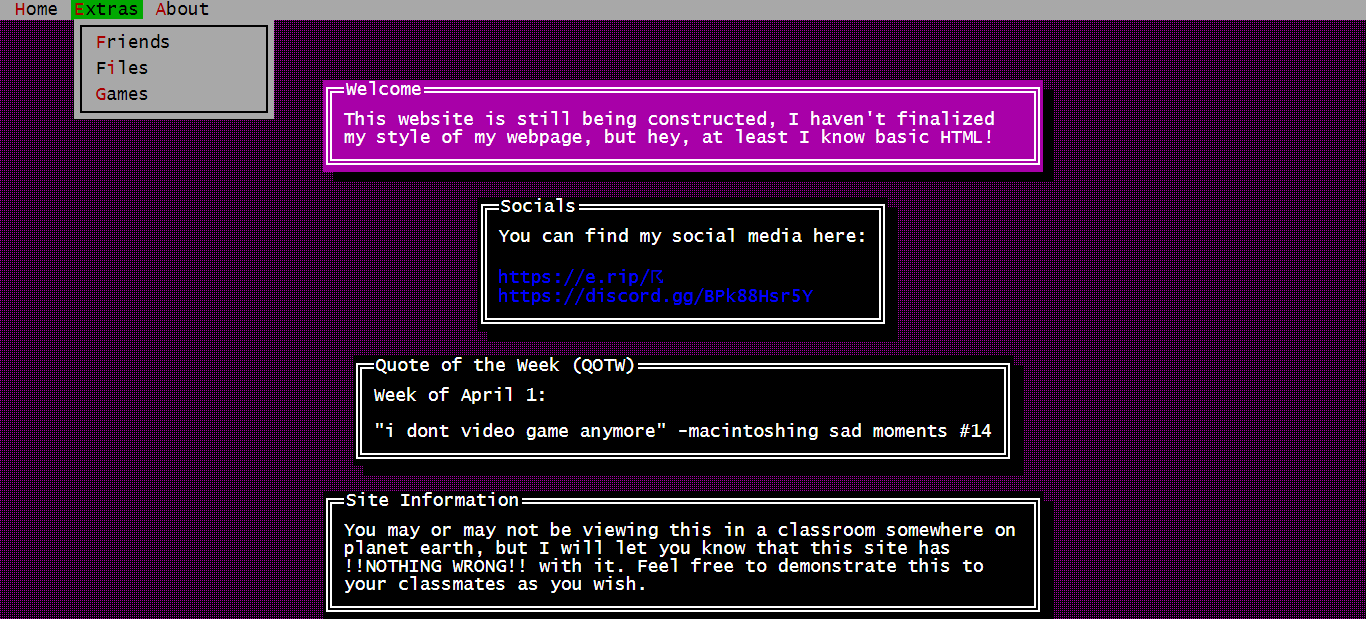 Home Extras About
Friends
Files
Games
Welcome
This website is still being constructed, I haven't finalized
my style of my webpage, but hey, at least I know basic HTML!
Socials
You can find my social media here:
https://e.rip/
https://discord.gg/BPk88Hsr5Y
Quote of the Week (QOTW)
Week of April 1:
"i dont video game anymore" -macintoshing sad moments #14
Site Information
You may or may not be viewing this in a classroom somewhere on
planet earth, but I will let you know that this site has
!!NOTHING WRONG!! with it. Feel free to demonstrate this to
your classmates as you wish.